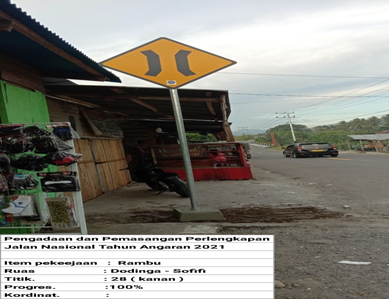 Pengadaan dan Pemasangan Perlengkapan
Jalan Nasional Tahun Angaran 2021
Item pekeejaan : Rambu
Ruas : Dodinga - Sofifi
Titik. : 28 ( kanan )
Progres. :100%
Kordinat. :